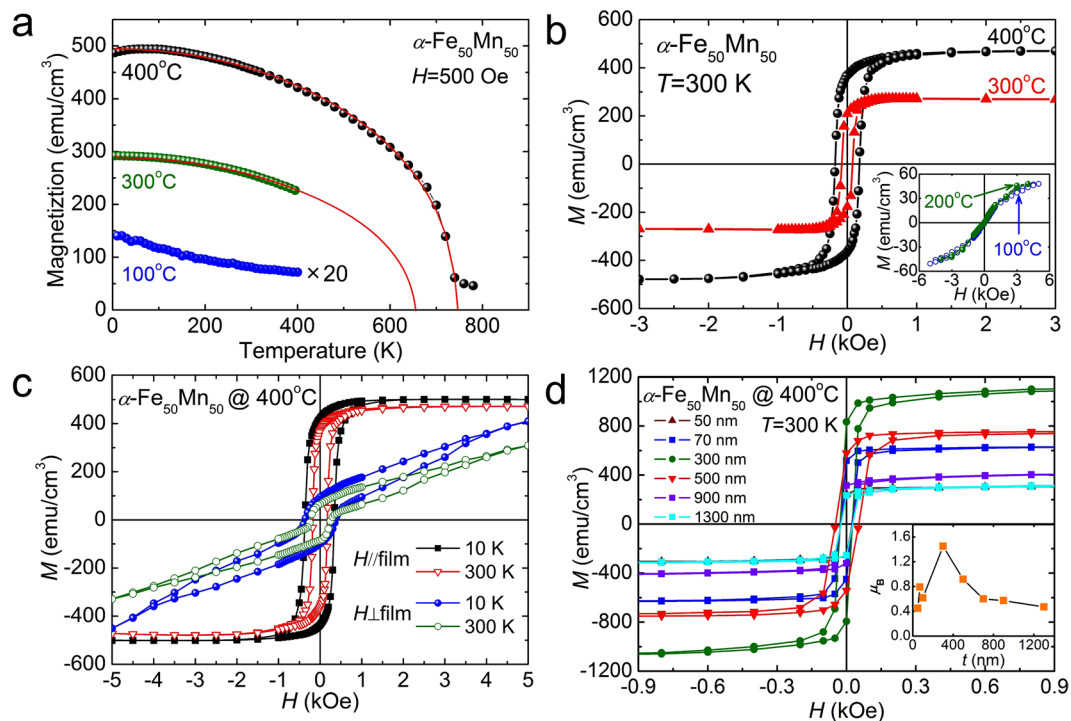 a
α-Fe50Mn50
H=500 Oe
400°C
300°C
100°C
×20
Magnetiztion (emu/cm3)
500
400
300
200
100
0
0 200 400 600 800
Temperature (K)
b
α-Fe50Mn50
T=300 K
400°C
300°C
M (emu/cm3)
600
400
200
0
-200
-400
-600
-3 -2 -1 0 1 2 3
H (kOe)
200°C
100°C
M (emu/cm3)
60
30
0
-30
-60
-6 -3 0 3 6
H (kOe)
c
α-Fe50Mn50 @ 400°C
M (emu/cm3)
600
400
200
0
-200
-400
-600
H//film
10 K
300 K
H⊥film
10 K
300 K
-5 -4 -3 -2 -1 0 1 2 3 4 5
H (kOe)
d
α-Fe50Mn50 @ 400°C
T=300 K
50 nm
70 nm
300 nm
500 nm
900 nm
1300 nm
M (emu/cm3)
1200
900
600
300
0
-300
-600
-900
-1200
-0.9 -0.6 -0.3 0.0 0.3 0.6 0.9
H (kOe)
μB
1.6
1.2
0.8
0.4
0.0
0 400 800 1200
t (nm)